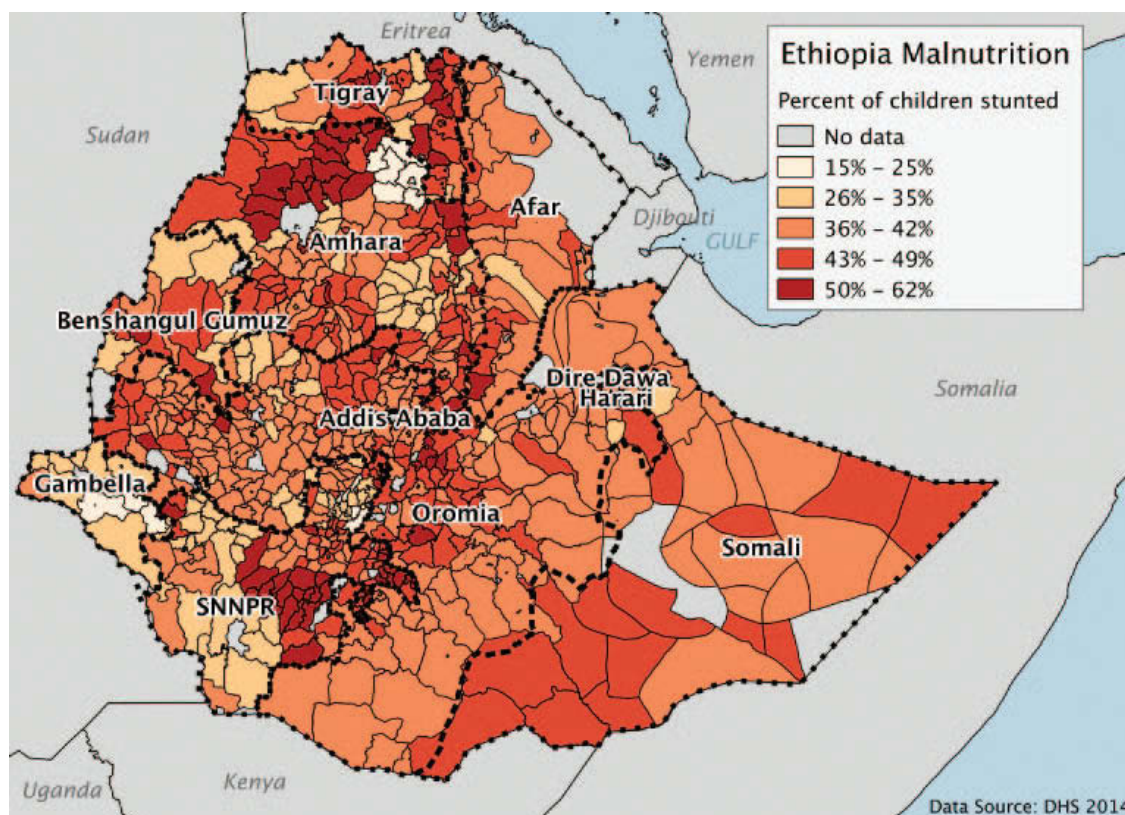 Eritrea
Yemen
Sudan
Ethiopia Malnutrition
Percent of children stunted
No data
15% – 25%
26% – 35%
36% – 42%
43% – 49%
50% – 62%
Tigray
Afar
Djibouti
GULF
Amhara
Benshangul Gumuz
Dire Dawa
Harari
Somalia
Addis Ababa
Gambella
Oromia
Somali
SNNPR
Uganda
Kenya
Data Source: DHS 2014